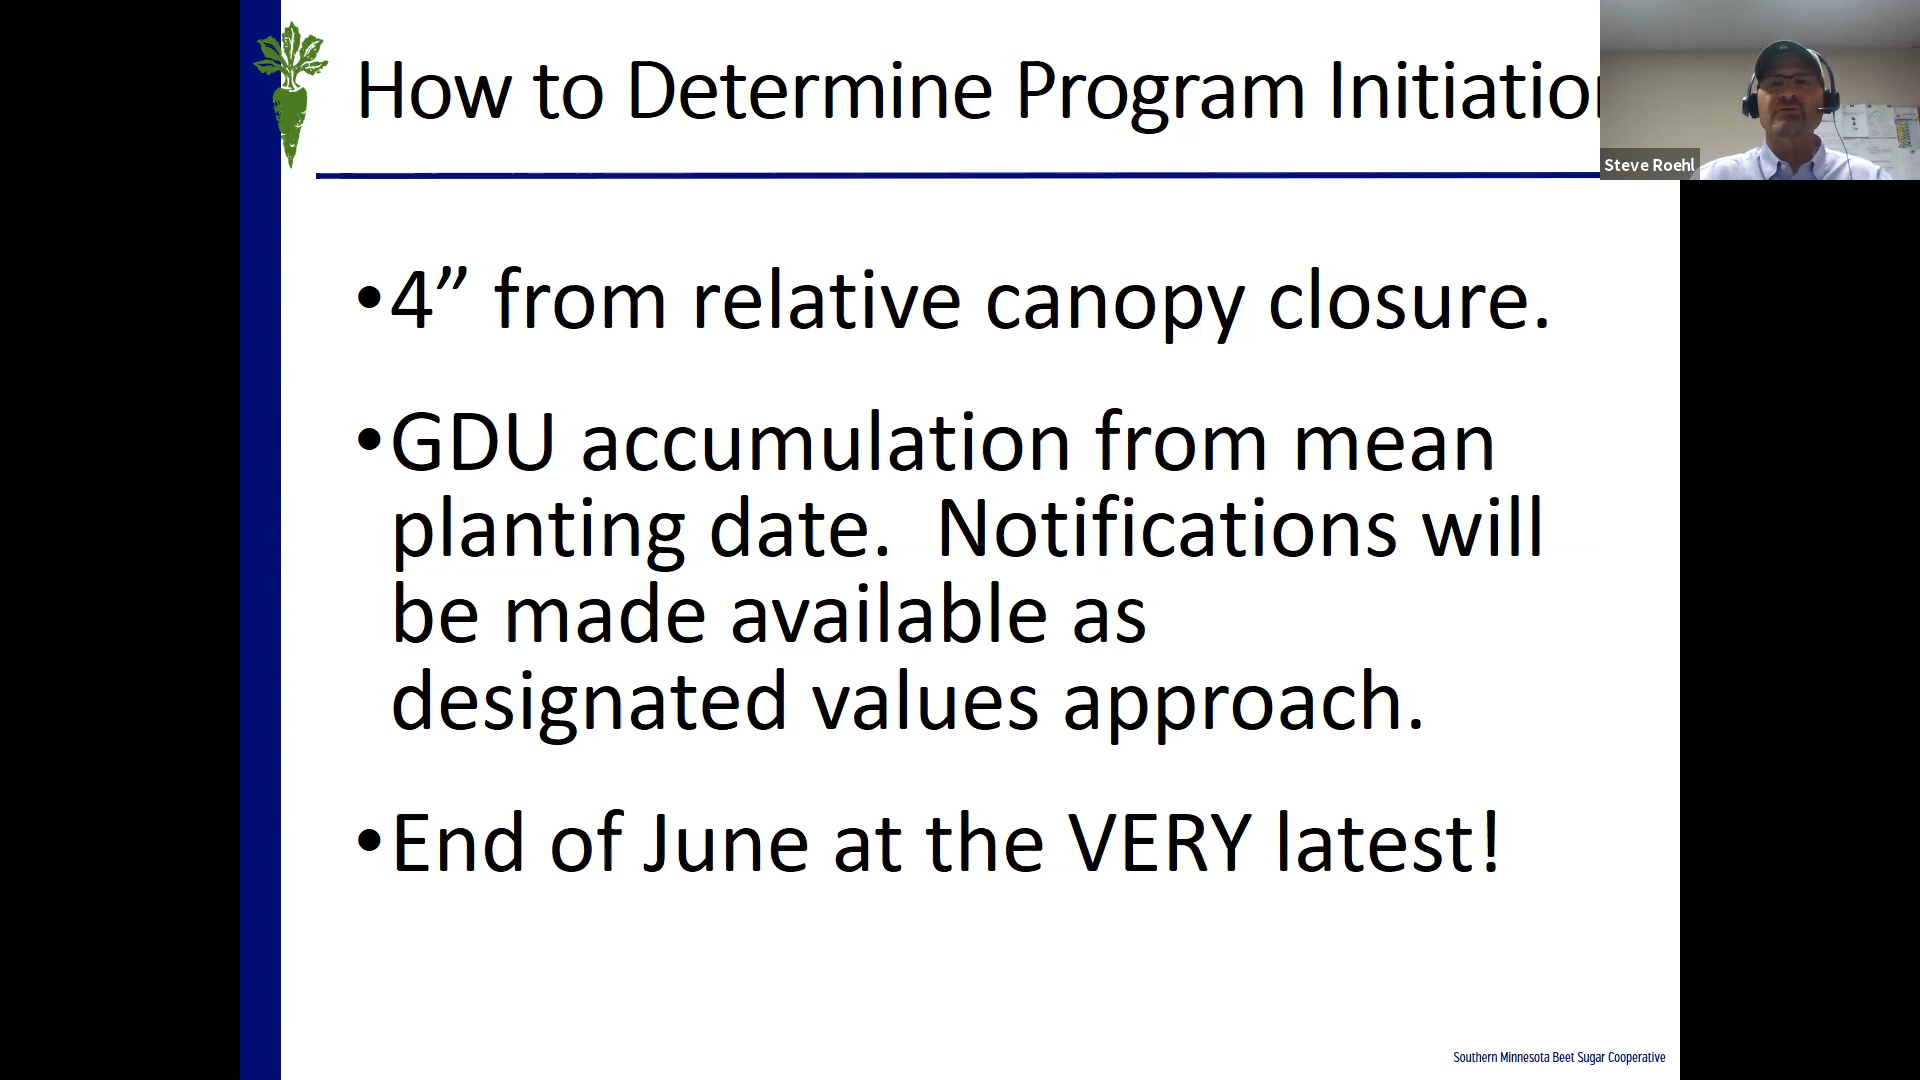 How to Determine Program Initiatio
Steve Roehl
•4” from relative canopy closure.
•GDU accumulation from mean
planting date.  Notifications will
be made available as
designated values approach.
•End of June at the VERY latest!
Southern Minnesota Beet Sugar Cooperative